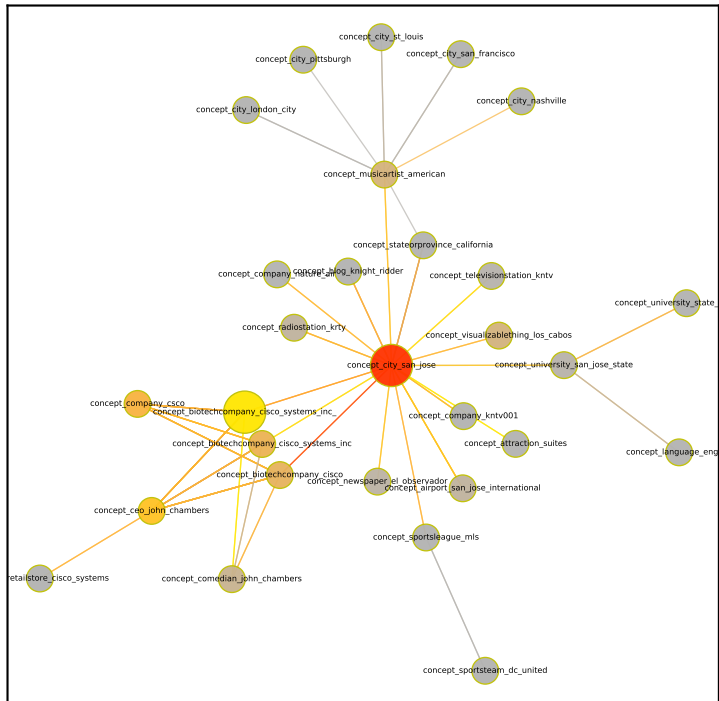 concept_city_st_louis
concept_city_san_francisco
concept_city_pittsburgh
concept_city_nashville
concept_city_london_city
concept_musicartist_american
concept_stateorprovince_california
concept_blog_knight_ridder
concept_televisionstation_kntv
concept_university_state_
concept_radiostation_krty
concept_visualizablething_los_cabos
concept_city_san_jose
concept_university_san_jose_state
concept_company_csco
concept_biotechcompany_cisco_systems_inc_
concept_company_kntv001
concept_biotechcompany_cisco_systems_inc
concept_attraction_suites
concept_language_eng
concept_biotechcompany_cisco
concept_newspaper_el_observador
concept_airport_san_jose_international
concept_ceo_john_chambers
concept_sportsleague_mls
retailstore_cisco_systems
concept_comedian_john_chambers
concept_sportsteam_dc_united